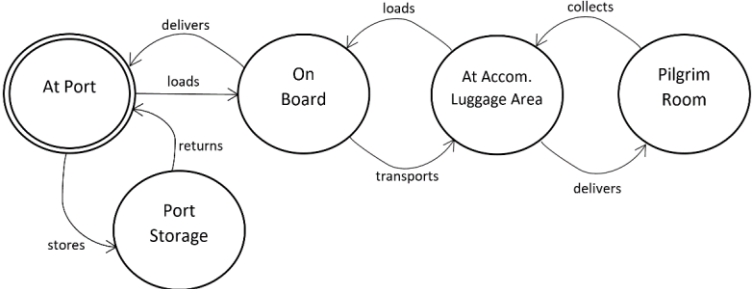 delivers
loads
collects
At Port
loads
On
Board
At Accom.
Luggage Area
Pilgrim
Room
returns
transports
delivers
Port
Storage
stores